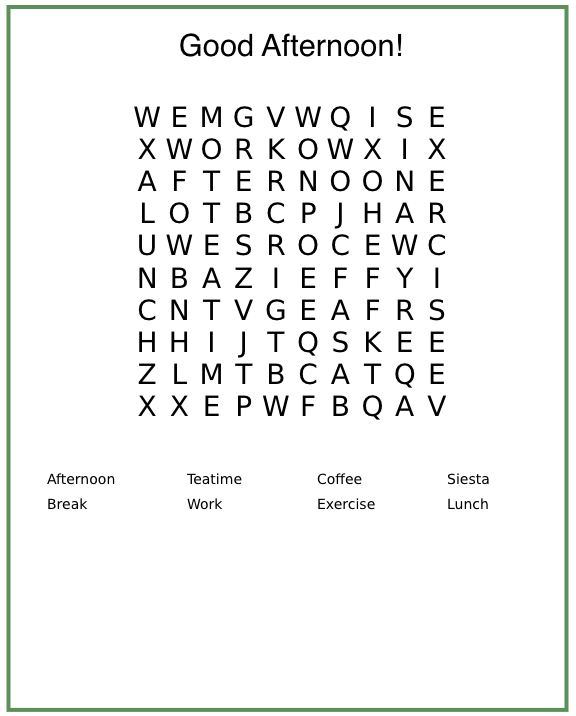 Good Afternoon!
W E M G V W Q I S E
X W O R K O W X I X
A F T E R N O O N E
L O T B C P J H A R
U W E S R O C E W C
N B A Z I E F F Y I
C N T V G E A F R S
H H I J T Q S K E E
Z L M T B C A T Q E
X X E P W F B Q A V
Afternoon Teatime Coffee Siesta
Break Work Exercise Lunch